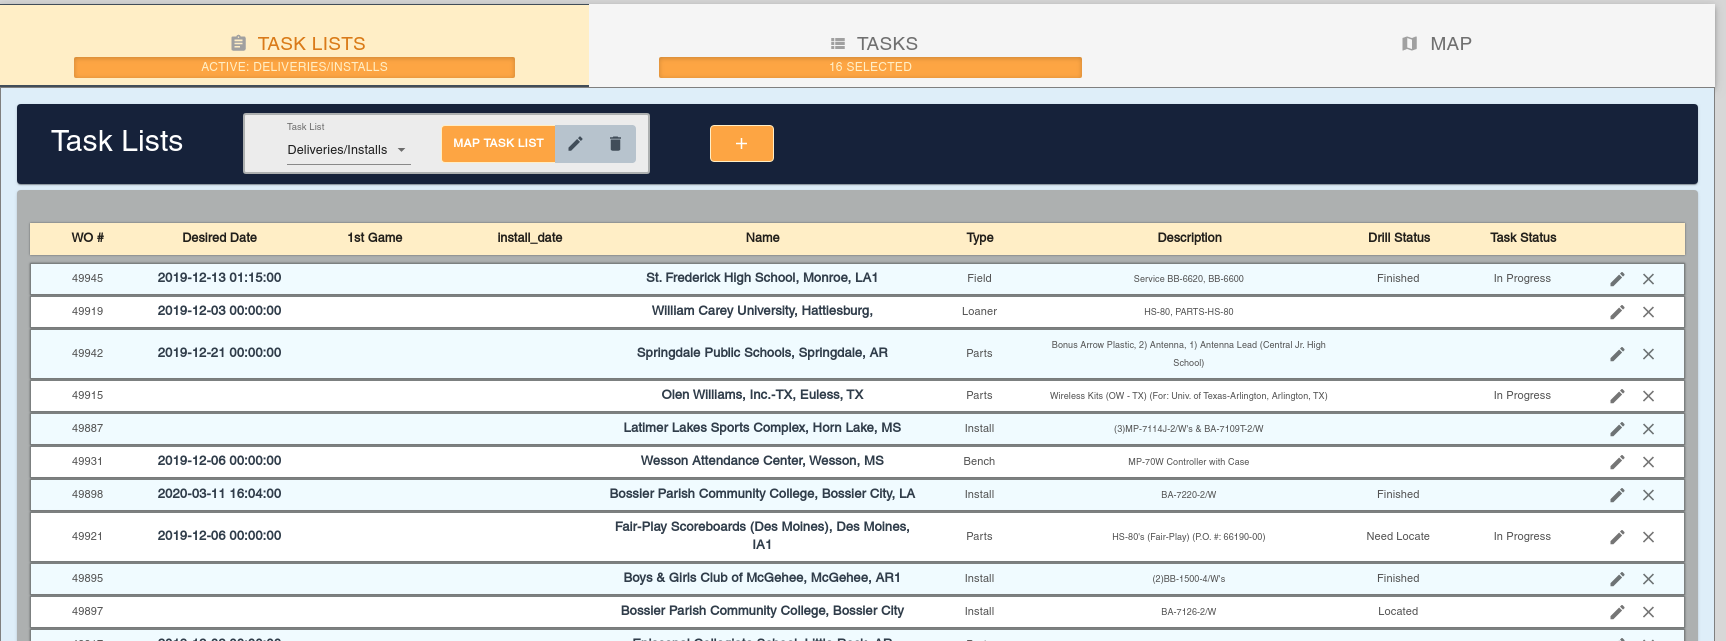 TASK LISTS
ACTIVE: DELIVERIES/INSTALLS
TASKS
16 SELECTED
MAP
Task Lists
Task List
Deliveries/Installs
MAP TASK LIST
+
WO # Desired Date 1st Game install_date Name Type Description Drill Status Task Status
49945 2019-12-13 01:15:00 St. Frederick High School, Monroe, LA1 Field Service BB-6620, BB-6600 Finished In Progress
49919 2019-12-03 00:00:00 William Carey University, Hattiesburg, Loaner HS-80, PARTS-HS-80
49942 2019-12-21 00:00:00 Springdale Public Schools, Springdale, AR Parts Bonus Arrow Plastic, 2) Antenna, 1) Antenna Lead (Central Jr. High
School)
49915 Olen Williams, Inc.-TX, Euless, TX Parts Wireless Kits (OW - TX) (For: Univ. of Texas-Arlington, Arlington, TX) In Progress
49887 Latimer Lakes Sports Complex, Horn Lake, MS Install (3)MP-7114J-2/W's & BA-7109T-2/W
49931 2019-12-06 00:00:00 Wesson Attendance Center, Wesson, MS Bench MP-70W Controller with Case
49898 2020-03-11 16:04:00 Bossier Parish Community College, Bossier City, LA Install BA-7220-2/W Finished
49921 2019-12-06 00:00:00 Fair-Play Scoreboards (Des Moines), Des Moines,
IA1 Parts HS-80's (Fair-Play) (P.O. #: 66190-00) Need Locate In Progress
49895 Boys & Girls Club of McGehee, McGehee, AR1 Install (2)BB-1500-4/W's Finished
49897 Bossier Parish Community College, Bossier City Install BA-7126-2/W Located